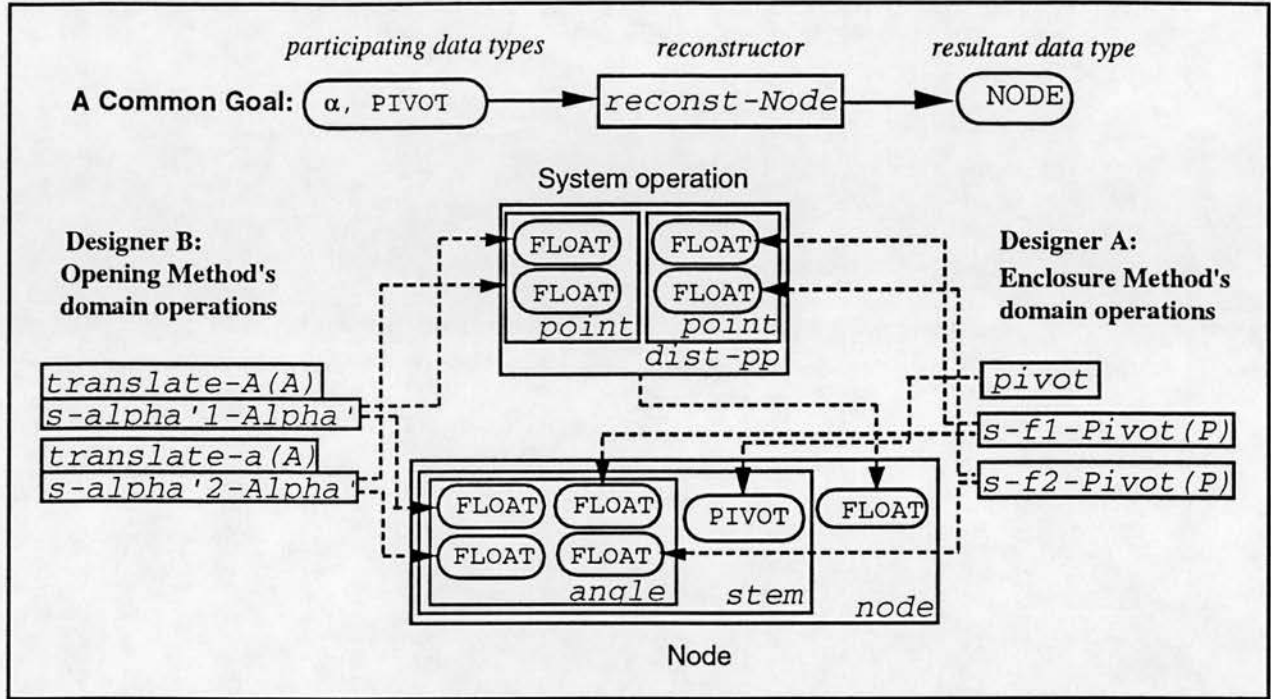 participating data types
reconstructor
resultant data type
A Common Goal:
α, PIVOT
reconst-Node
NODE
System operation
Designer B:
Opening Method's
domain operations
FLOAT
FLOAT
FLOAT
FLOAT
point
point
dist-pp
Designer A:
Enclosure Method's
domain operations
translate-A(A)
s-alpha'1-Alpha'
translate-a(A)
s-alpha'2-Alpha'
pivot
s-f1-Pivot(P)
s-f2-Pivot(P)
FLOAT
FLOAT
PIVOT
FLOAT
FLOAT
FLOAT
angle
stem
node
Node